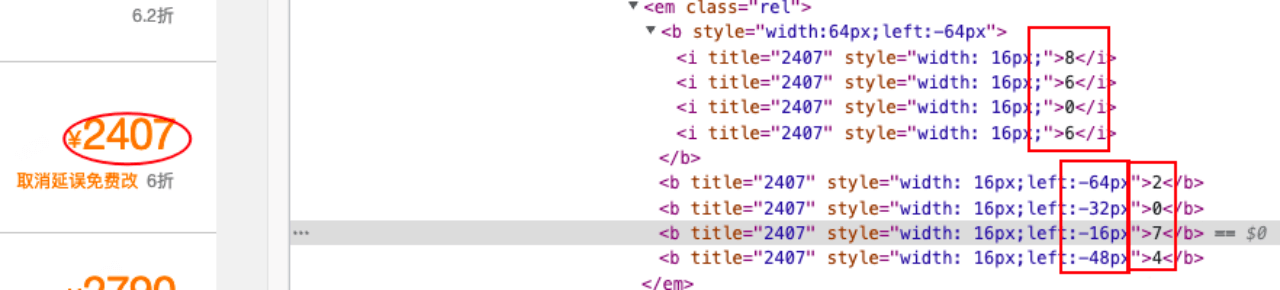 6.2折
¥2407
取消延误免费改 6折
<em class="rel">
<b style="width:64px;left:-64px">
<i title="2407" style="width: 16px;">8</i>
<i title="2407" style="width: 16px;">6</i>
<i title="2407" style="width: 16px;">0</i>
<i title="2407" style="width: 16px;">6</i>
</b>
<b title="2407" style="width: 16px;left:-64px">2</b>
<b title="2407" style="width: 16px;left:-32px">0</b>
... <b title="2407" style="width: 16px;left:-16px">7</b> == $0
<b title="2407" style="width: 16px;left:-48px">4</b>
</em>